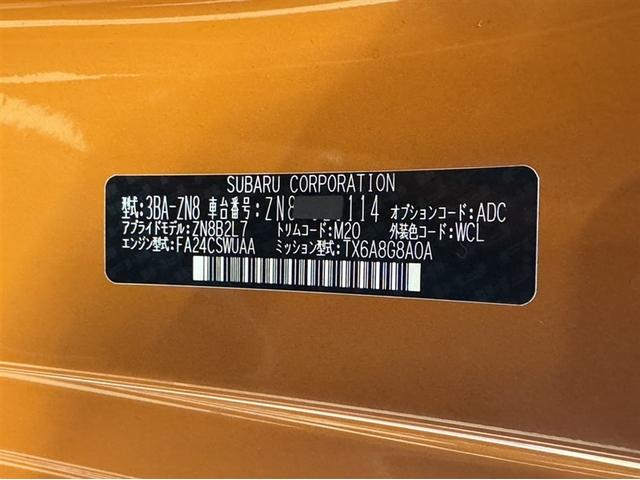 SUBARU CORPORATION
型式:3BA-ZN8 車台番号:ZN8 114 オプションコード:ADC
アプライドモデル:ZN8B2L7 トリムコード:M20 外装色コード:WCL
エンジン型式:FA24CSWUAA ミッション型式:TX6A8G8AOA